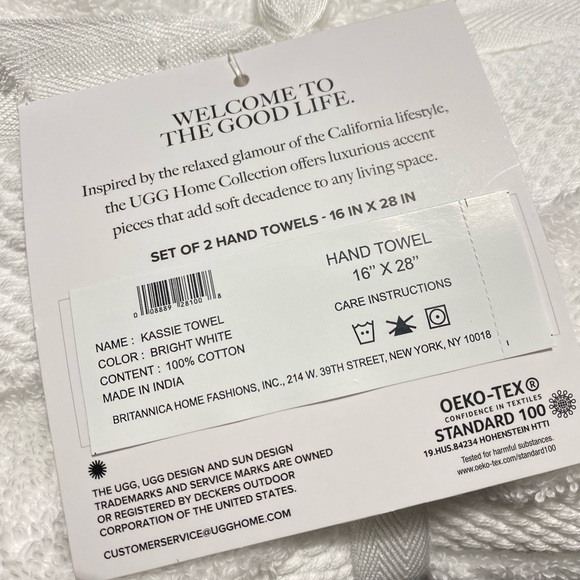 WELCOME TO
THE GOOD LIFE.
Inspired by the relaxed glamour of the California lifestyle,
the UGG Home Collection offers luxurious accent
pieces that add soft decadence to any living space.
SET OF 2 HAND TOWELS - 16 IN X 28 IN
HAND TOWEL
16" X 28"
CARE INSTRUCTIONS
0 08889 28100 8
NAME : KASSIE TOWEL
COLOR : BRIGHT WHITE
CONTENT : 100% COTTON
MADE IN INDIA
BRITANNICA HOME FASHIONS, INC., 214 W. 39TH STREET, NEW YORK, NY 10018
OEKO-TEX®
CONFIDENCE IN TEXTILES
STANDARD 100
19.HUS.84234 HOHENSTEIN HTTI
Tested for harmful substances.
www.oeko-tex.com/standard100
THE UGG, UGG DESIGN AND SUN DESIGN
TRADEMARKS AND SERVICE MARKS ARE OWNED
OR REGISTERED BY DECKERS OUTDOOR
CORPORATION OF THE UNITED STATES.
CUSTOMERSERVICE@UGGHOME.COM